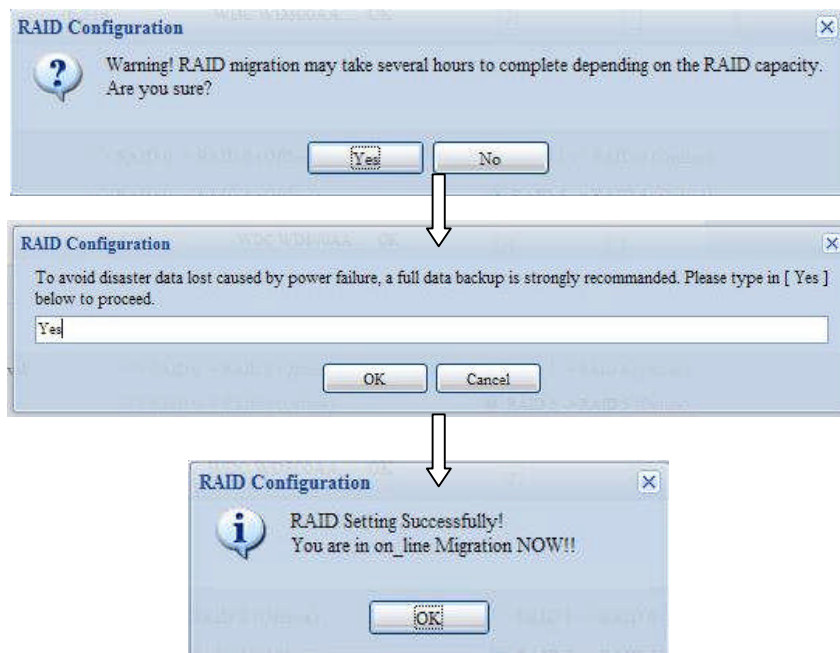 RAID Configuration
Warning! RAID migration may take several hours to complete depending on the RAID capacity.
Are you sure?
Yes
No
RAID Configuration
To avoid disaster data lost caused by power failure, a full data backup is strongly recommanded. Please type in [ Yes ]
below to proceed.
Yes
OK
Cancel
RAID Configuration
RAID Setting Successfully!
You are in on_line Migration NOW!!
OK